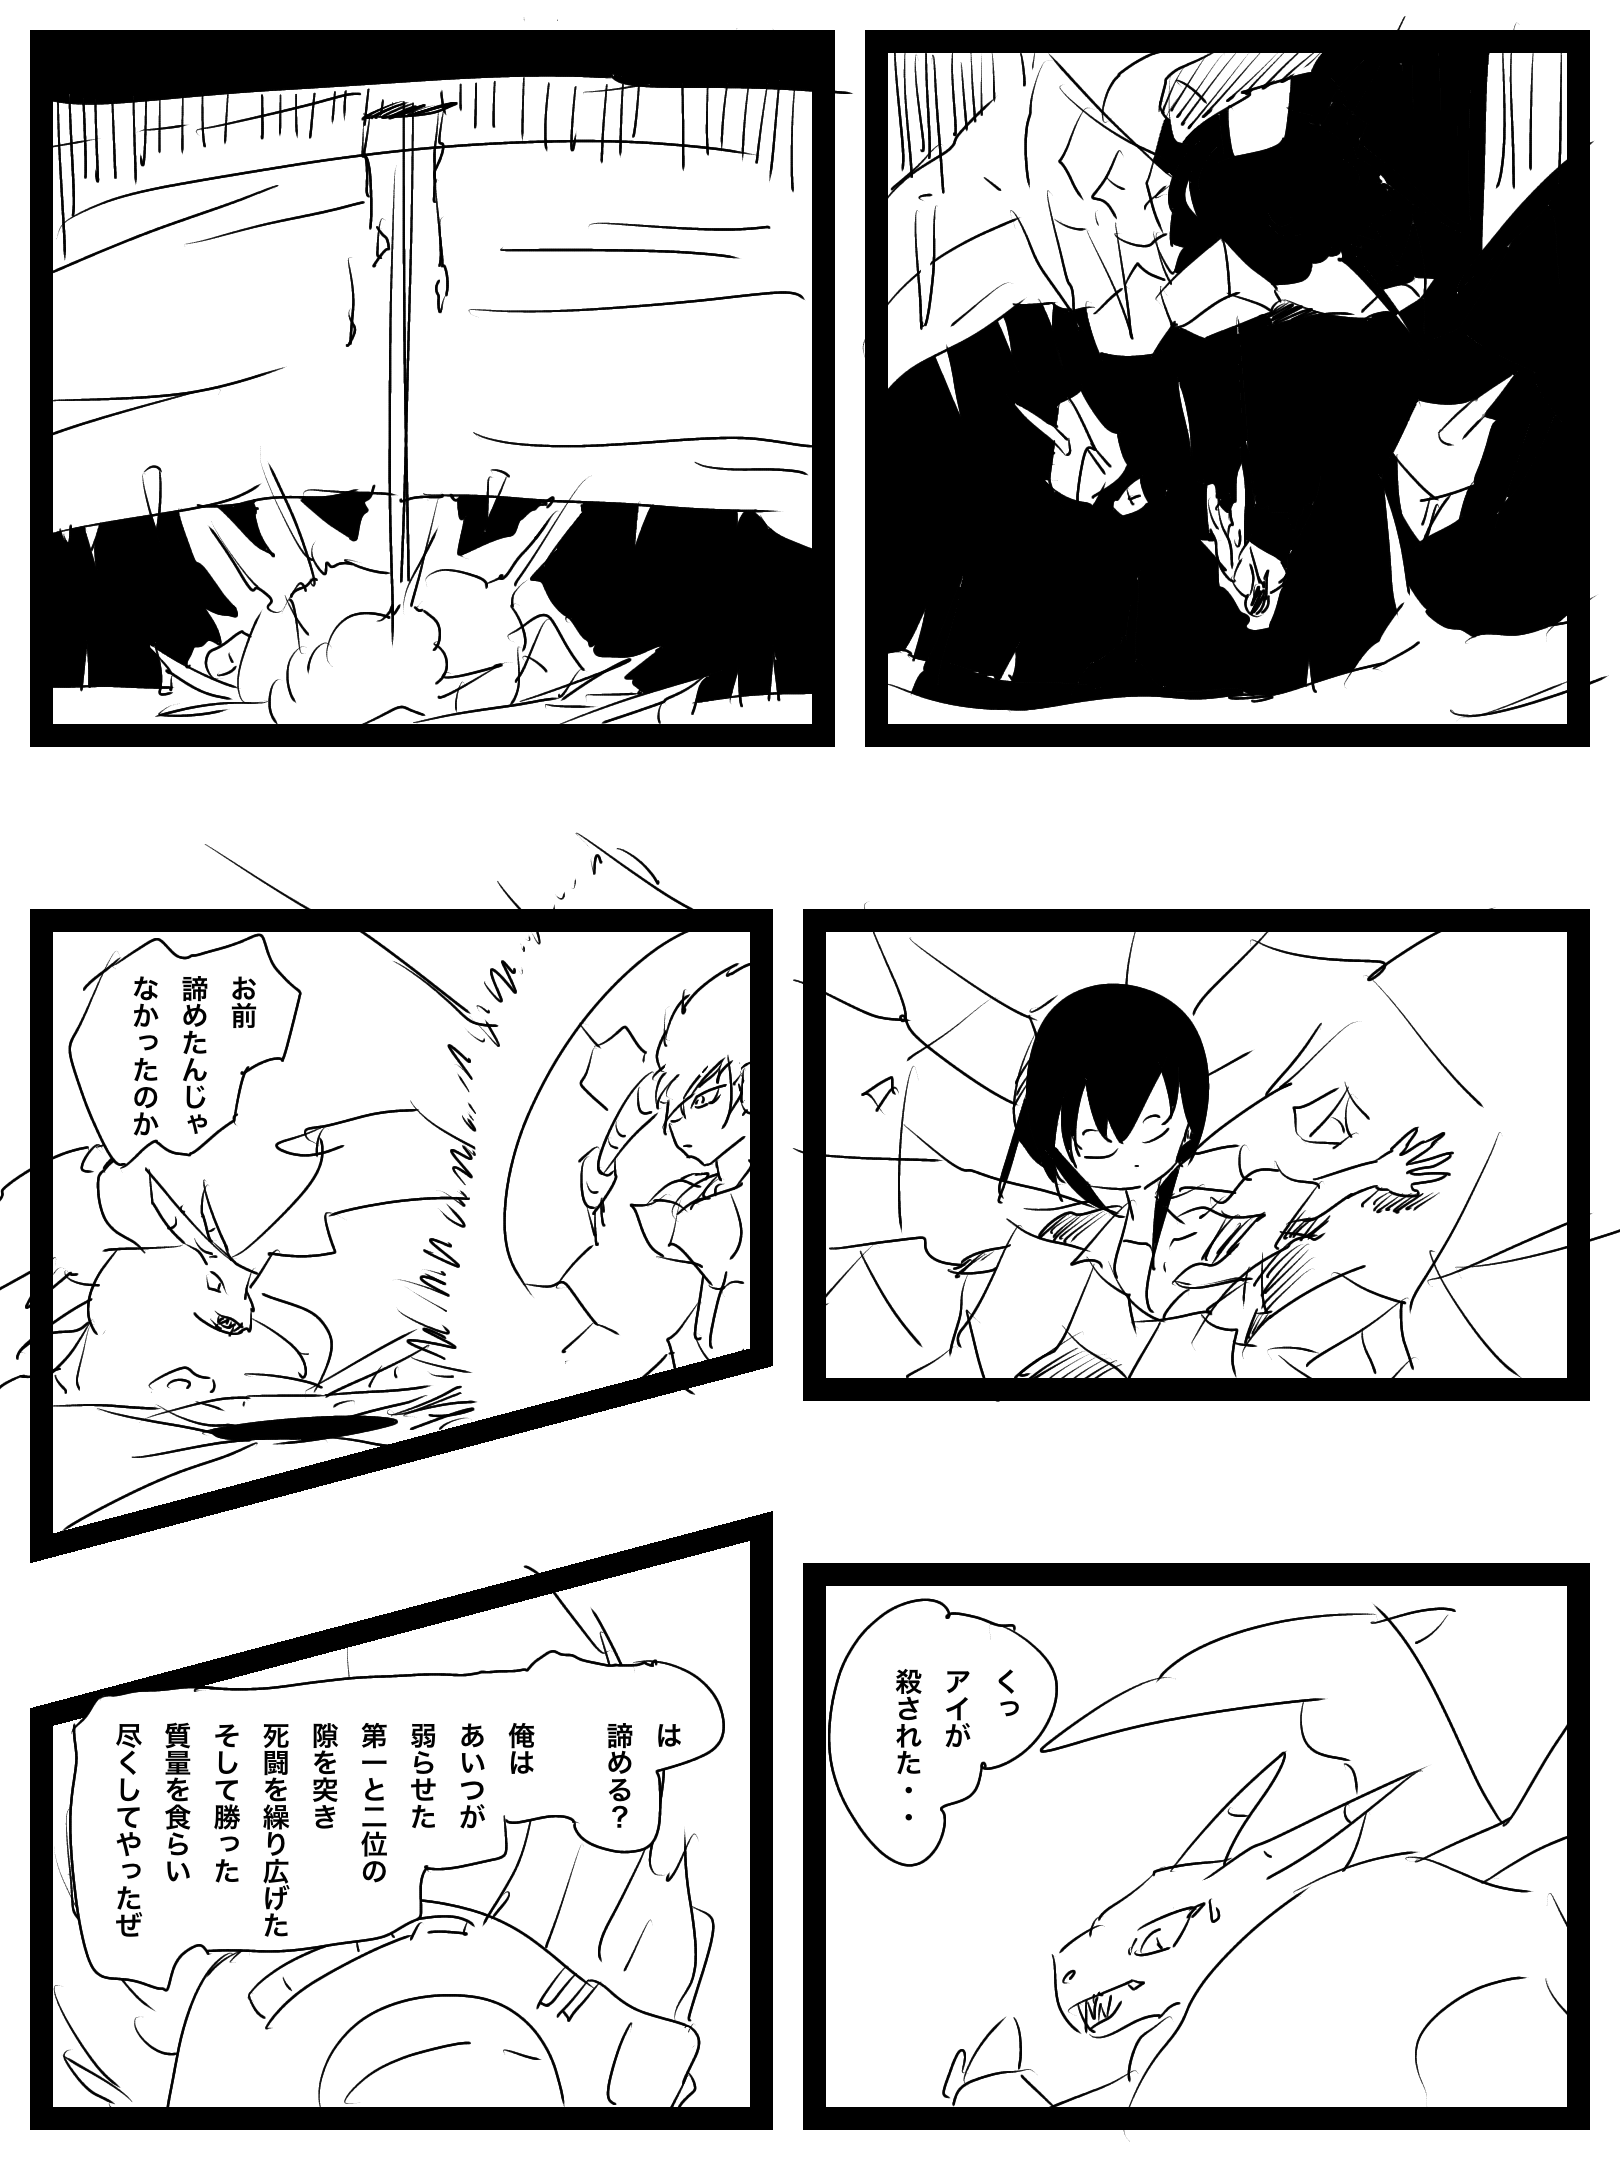 お前
諦めたんじゃ
なかったのか
くっ
アイが
殺された・・
は
諦める?
俺は
あいつが
弱らせた
第一と二位の
隙を突き
死闘を繰り広げた
そして勝った
質量を食らい
尽くしてやったぜ